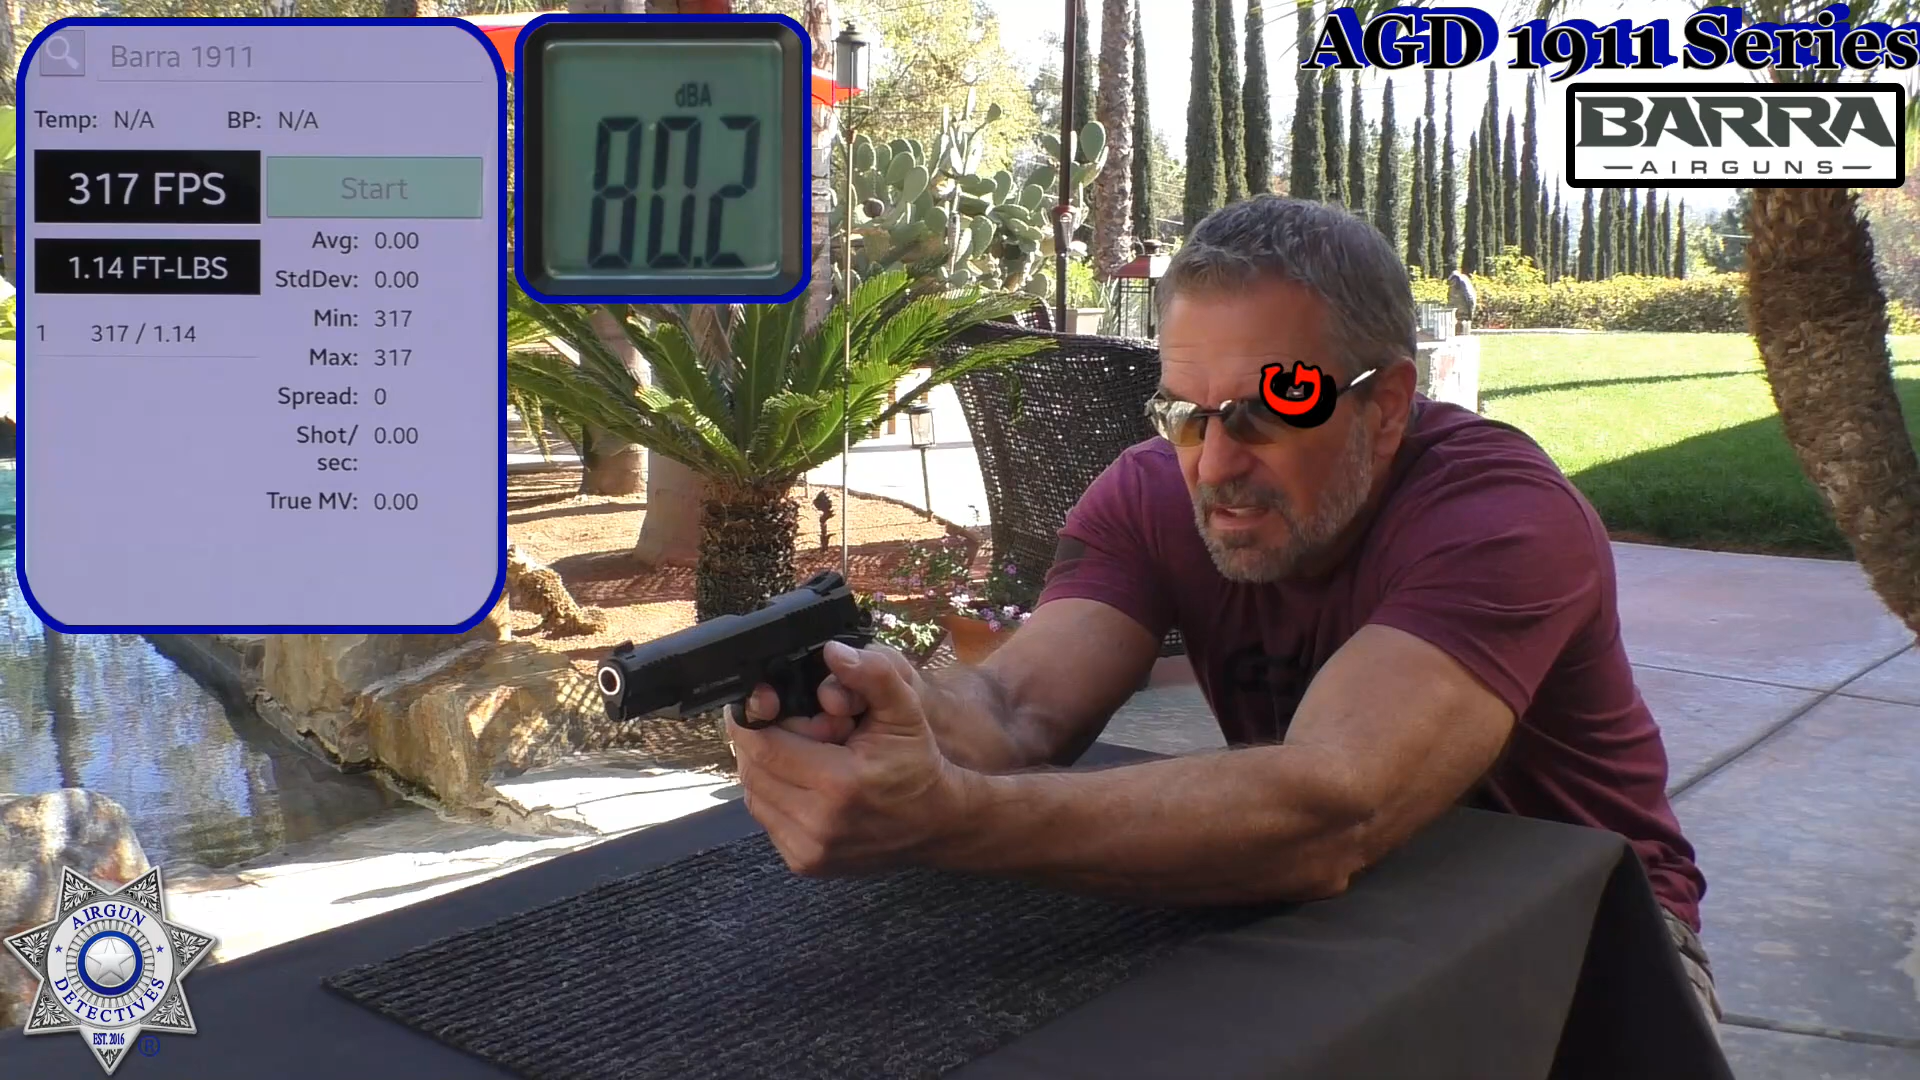 Barra 1911
Temp: N/A BP: N/A
317 FPS
Start
1.14 FT-LBS
Avg: 0.00
StdDev: 0.00
1 317 / 1.14
Min: 317
Max: 317
Spread: 0
Shot/
sec: 0.00
True MV: 0.00
dBA
80.2
AGD 1911 Series
BARRA
AIRGUNS
AIRGUN
DETECTIVES
EST. 2016
®